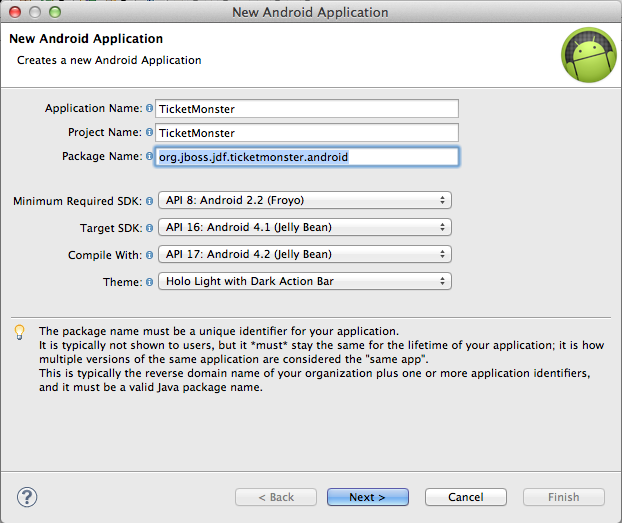 New Android Application
New Android Application
Creates a new Android Application
Application Name: TicketMonster
Project Name: TicketMonster
Package Name: org.jboss.jdf.ticketmonster.android
Minimum Required SDK: API 8: Android 2.2 (Froyo)
Target SDK: API 16: Android 4.1 (Jelly Bean)
Compile With: API 17: Android 4.2 (Jelly Bean)
Theme: Holo Light with Dark Action Bar
The package name must be a unique identifier for your application.
It is typically not shown to users, but it *must* stay the same for the lifetime of your application; it is how
multiple versions of the same application are considered the "same app".
This is typically the reverse domain name of your organization plus one or more application identifiers,
and it must be a valid Java package name.
? < Back Next > Cancel Finish